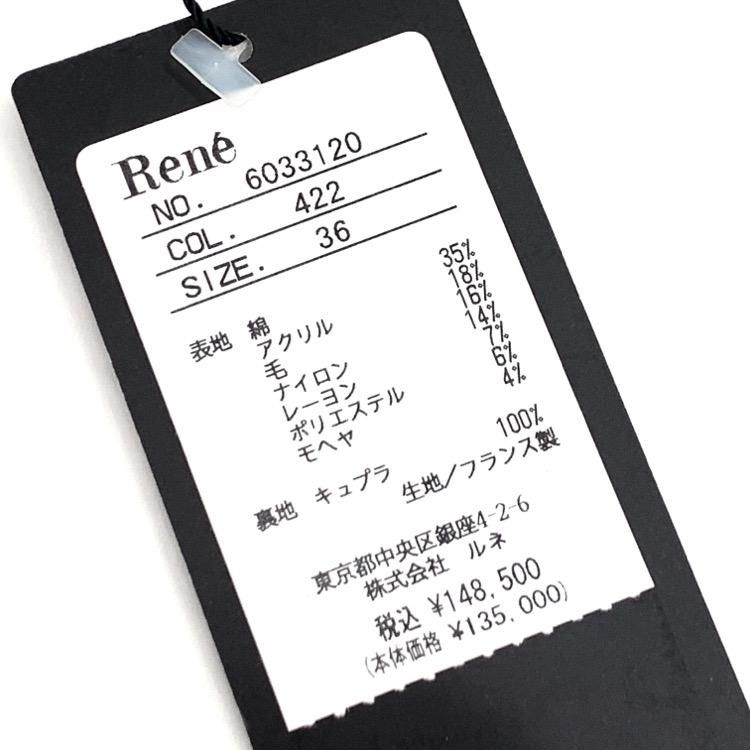 René
NO. 6033120
COL. 422
SIZE. 36
表地 綿 35%
アクリル 18%
毛 16%
ナイロン 14%
レーヨン 7%
ポリエステル 6%
モヘヤ 4%
裏地 キュプラ 100%
生地/フランス製
東京都中央区銀座4-2-6
株式会社 ルネ
税込 ¥148,500
(本体価格 ¥135,000)